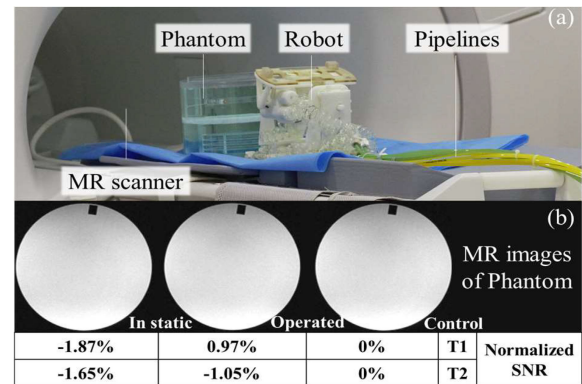 (a)
Phantom Robot Pipelines
MR scanner
(b)
MR images
of Phantom
In static Operated Control
-1.87% 0.97% 0% T1 Normalized
-1.65% -1.05% 0% T2 SNR